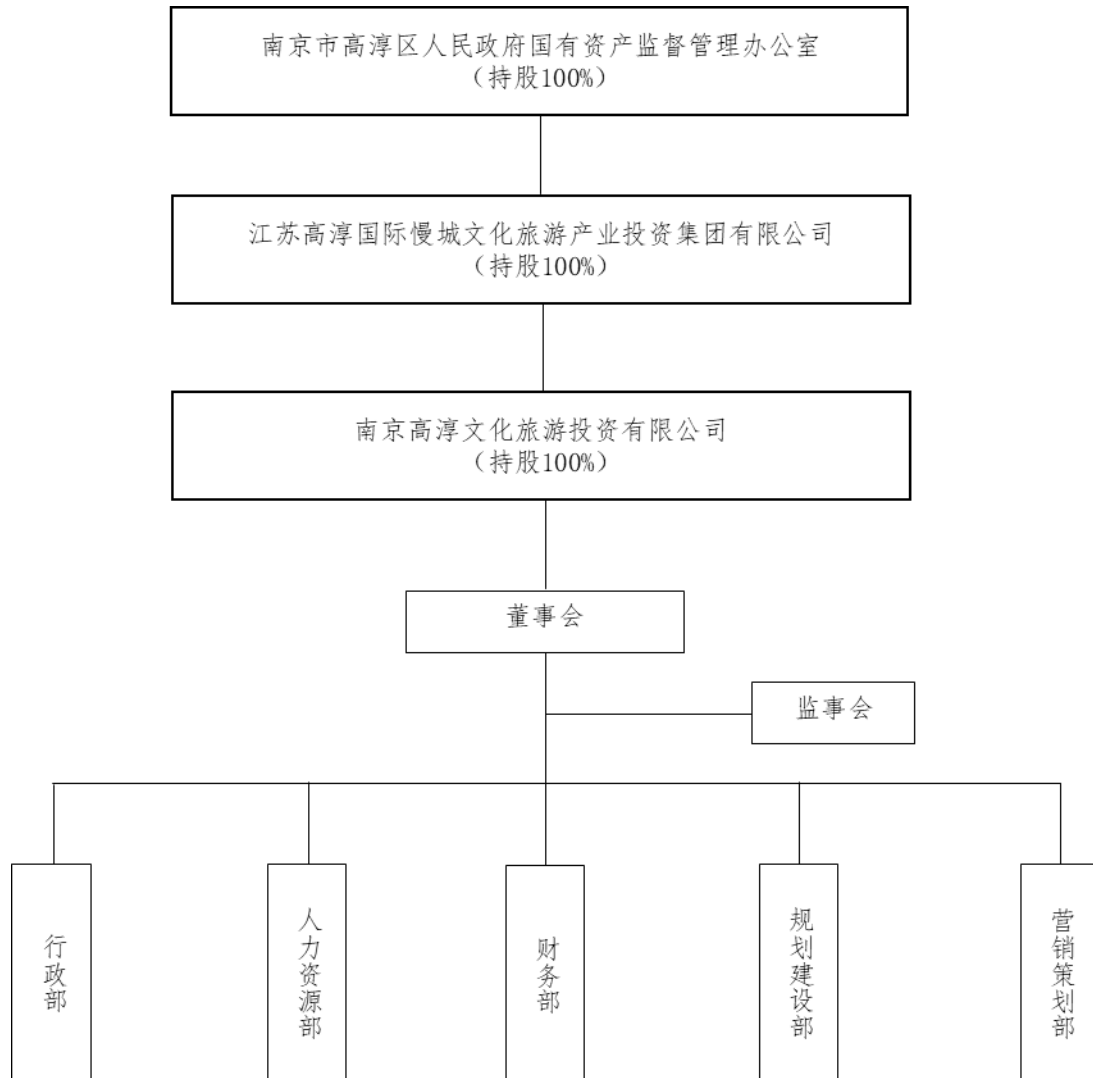 南京市高淳区人民政府国有资产监督管理办公室
（持股100%）
江苏高淳国际慢城文化旅游产业投资集团有限公司
（持股100%）
南京高淳文化旅游投资有限公司
（持股100%）
董事会
监事会
行政部
人力资源部
财务部
规划建设部
营销策划部